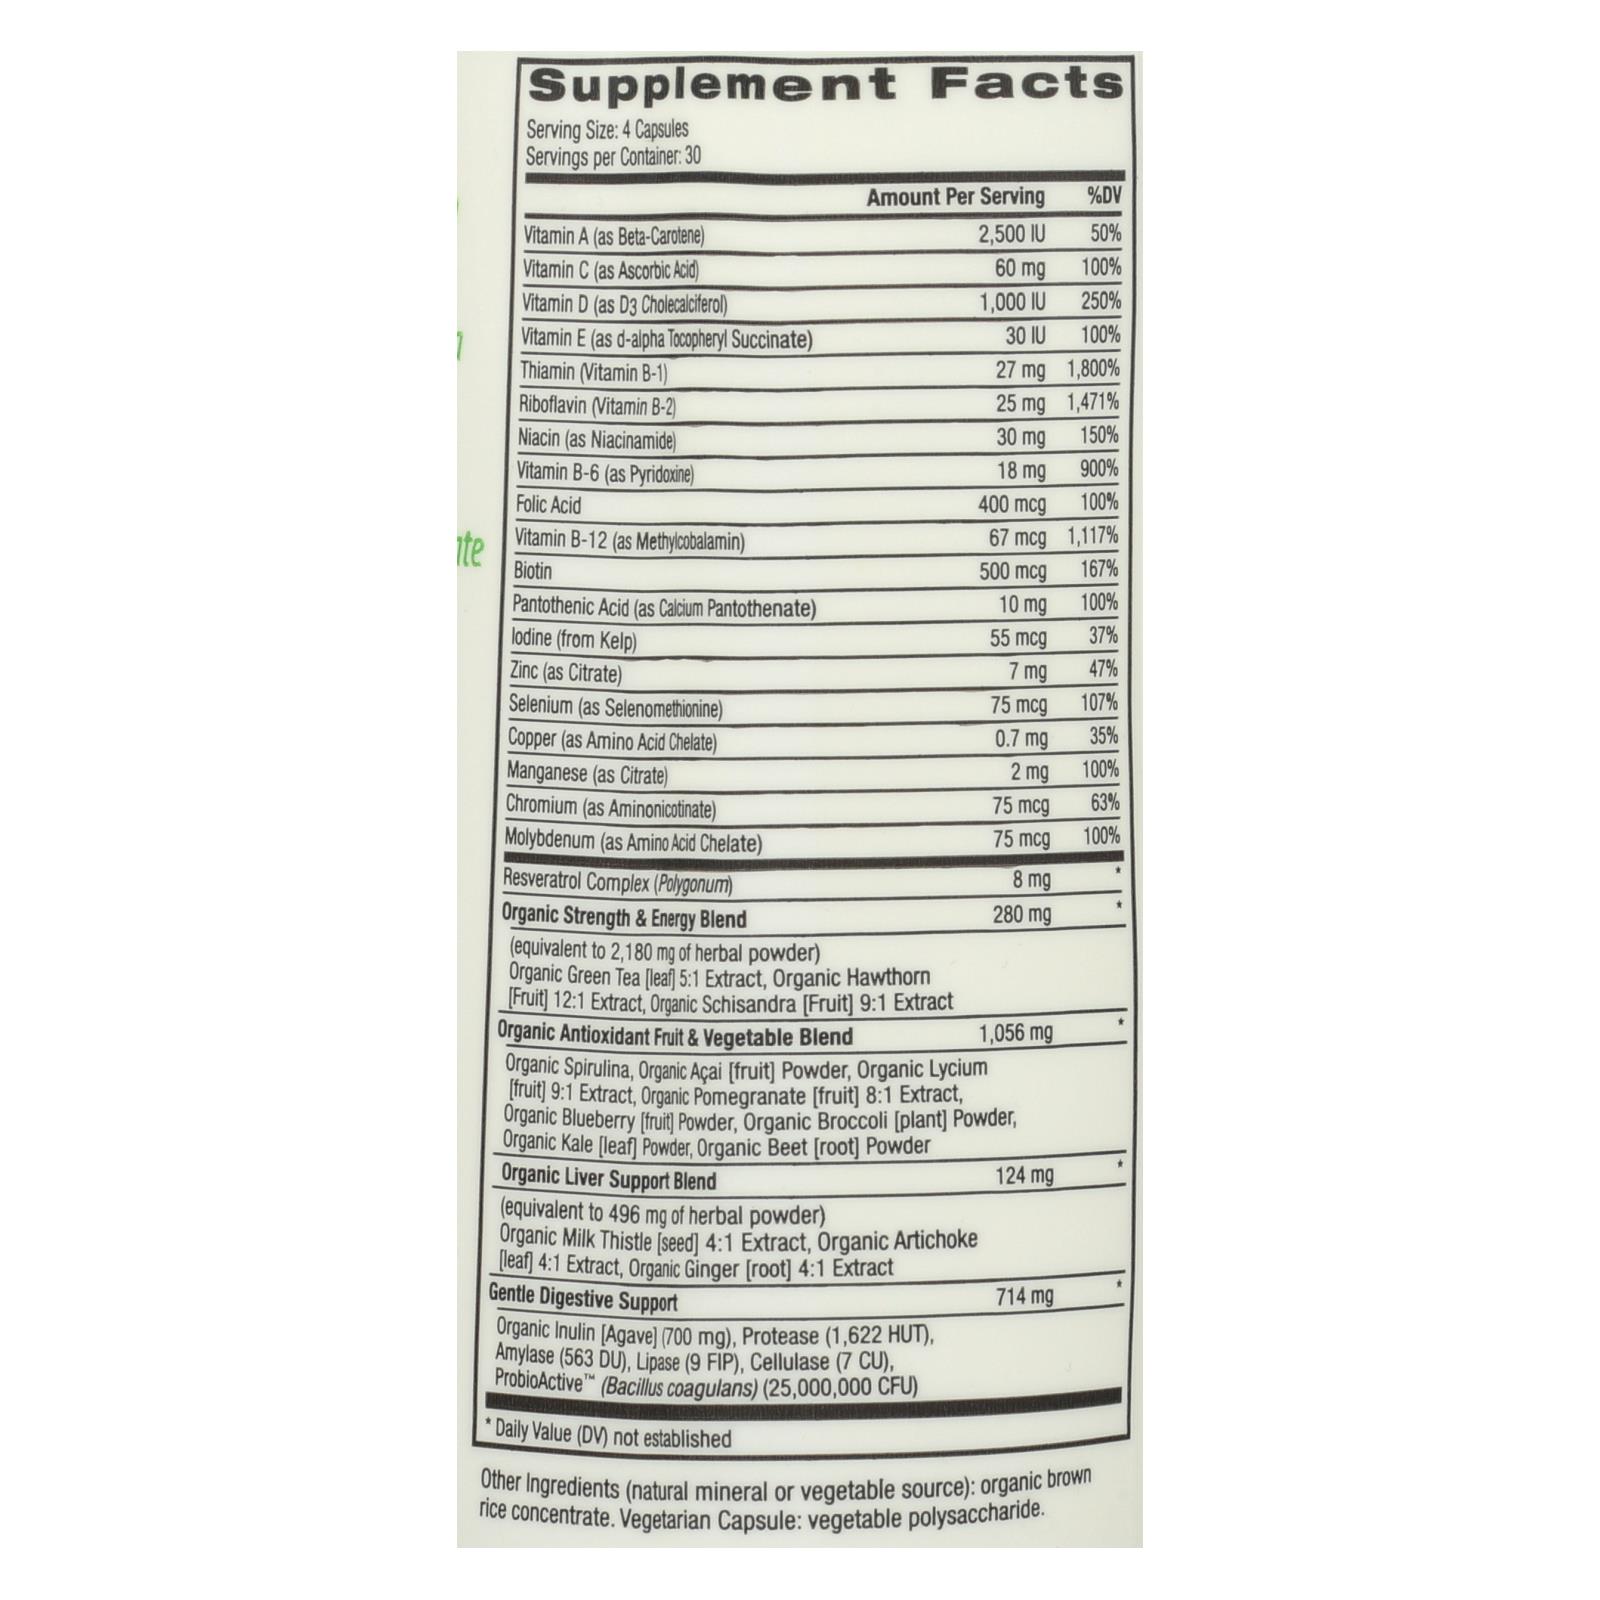 Supplement Facts
Serving Size: 4 Capsules
Servings per Container: 30
Amount Per Serving %DV
Vitamin A (as Beta-Carotene) 2,500 IU 50%
Vitamin C (as Ascorbic Acid) 60 mg 100%
Vitamin D (as D3 Cholecalciferol) 1,000 IU 250%
Vitamin E (as d-alpha Tocopheryl Succinate) 30 IU 100%
Thiamin (Vitamin B-1) 27 mg 1,800%
Riboflavin (Vitamin B-2) 25 mg 1,471%
Niacin (as Niacinamide) 30 mg 150%
Vitamin B-6 (as Pyridoxine) 18 mg 900%
Folic Acid 400 mcg 100%
Vitamin B-12 (as Methylcobalamin) 67 mcg 1,117%
Biotin 500 mcg 167%
Pantothenic Acid (as Calcium Pantothenate) 10 mg 100%
Iodine (from Kelp) 55 mcg 37%
Zinc (as Citrate) 7 mg 47%
Selenium (as Selenomethionine) 75 mcg 107%
Copper (as Amino Acid Chelate) 0.7 mg 35%
Manganese (as Citrate) 2 mg 100%
Chromium (as Aminonicotinate) 75 mcg 63%
Molybdenum (as Amino Acid Chelate) 75 mcg 100%
Resveratrol Complex (Polygonum) 8 mg *
Organic Strength & Energy Blend 280 mg *
(equivalent to 2,180 mg of herbal powder)
Organic Green Tea [leaf] 5:1 Extract, Organic Hawthorn
[Fruit] 12:1 Extract, Organic Schisandra [Fruit] 9:1 Extract
Organic Antioxidant Fruit & Vegetable Blend 1,056 mg *
Organic Spirulina, Organic Açai [fruit] Powder, Organic Lycium
[fruit] 9:1 Extract, Organic Pomegranate [fruit] 8:1 Extract,
Organic Blueberry [fruit] Powder, Organic Broccoli [plant] Powder,
Organic Kale [leaf] Powder, Organic Beet [root] Powder
Organic Liver Support Blend 124 mg *
(equivalent to 496 mg of herbal powder)
Organic Milk Thistle [seed] 4:1 Extract, Organic Artichoke
[leaf] 4:1 Extract, Organic Ginger [root] 4:1 Extract
Gentle Digestive Support 714 mg *
Organic Inulin [Agave] (700 mg), Protease (1,622 HUT),
Amylase (563 DU), Lipase (9 FIP), Cellulase (7 CU),
ProbioActive™ (Bacillus coagulans) (25,000,000 CFU)
* Daily Value (DV) not established
Other Ingredients (natural mineral or vegetable source): organic brown
rice concentrate. Vegetarian Capsule: vegetable polysaccharide.